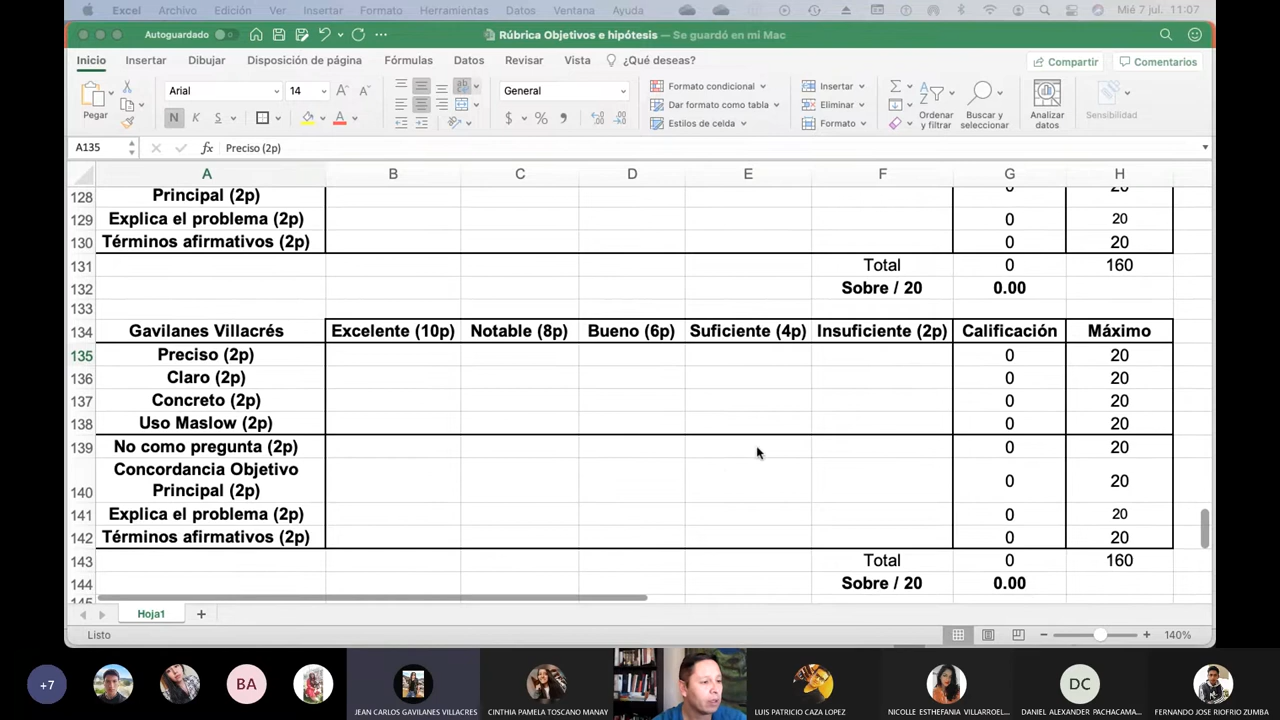 Excel Archivo Edición Ver Insertar Formato Herramientas Datos Ventana Ayuda Mié 7 jul. 11:07
Autoguardado Rúbrica Objetivos e hipótesis — Se guardó en mi Mac
Inicio Insertar Dibujar Disposición de página Fórmulas Datos Revisar Vista ¿Qué deseas? Compartir Comentarios
Pegar Arial 14 General Formato condicional Insertar
Dar formato como tabla Eliminar
N K S Estilos de celda Formato
Ordenar y filtrar
Buscar y seleccionar
Analizar datos
Sensibilidad
A135 fx Preciso (2p)
A B C D E F G H
128 Principal (2p) 0 20
129 Explica el problema (2p) 0 20
130 Términos afirmativos (2p) 0 20
131 Total 0 160
132 Sobre / 20 0.00
133
134 Gavilanes Villacrés Excelente (10p) Notable (8p) Bueno (6p) Suficiente (4p) Insuficiente (2p) Calificación Máximo
135 Preciso (2p) 0 20
136 Claro (2p) 0 20
137 Concreto (2p) 0 20
138 Uso Maslow (2p) 0 20
139 No como pregunta (2p) 0 20
Concordancia Objetivo
140 Principal (2p) 0 20
141 Explica el problema (2p) 0 20
142 Términos afirmativos (2p) 0 20
143 Total 0 160
144 Sobre / 20 0.00
145
Hoja1 +
Listo 140%
+7 BA DC
JEAN CARLOS GAVILANES VILLACRES CINTHIA PAMELA TOSCANO MANAY LUIS PATRICIO CAZA LOPEZ NICOLLE ESTHEFANIA VILLARROEL... DANIEL ALEXANDER PACHACAMA... FERNANDO JOSE RIOFRIO ZUMBA